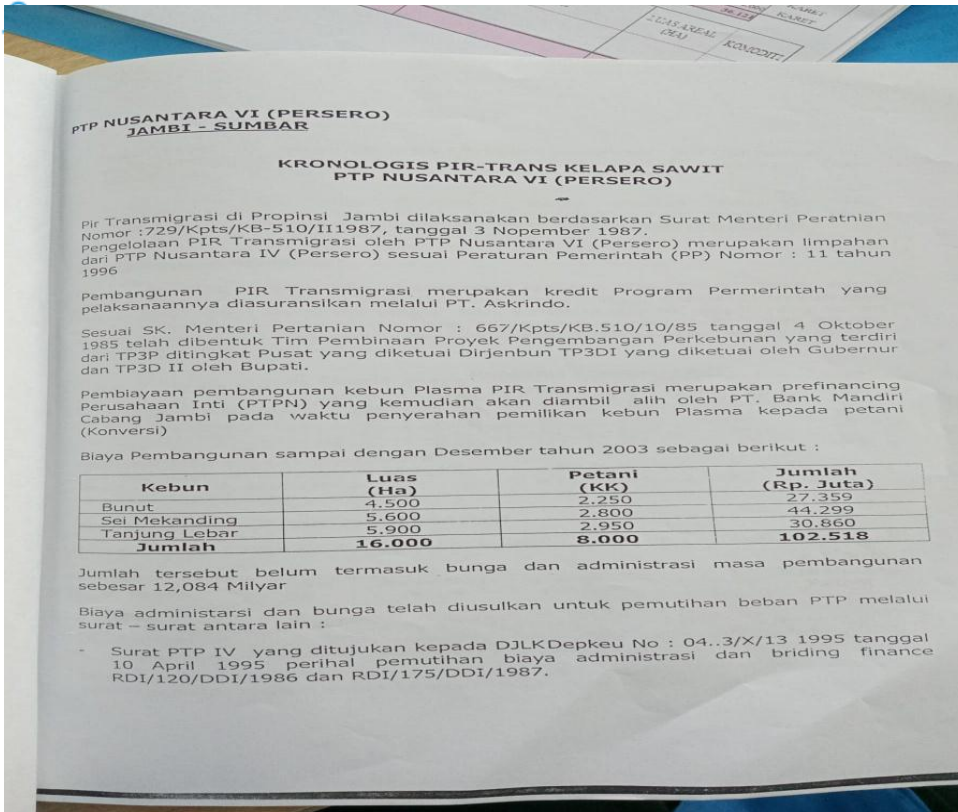 36.128
KARET
KARET
LUAS AREAL
(HA)
KOMODITI
PTP NUSANTARA VI (PERSERO)
JAMBI - SUMBAR
KRONOLOGIS PIR-TRANS KELAPA SAWIT
PTP NUSANTARA VI (PERSERO)
Pir Transmigrasi di Propinsi Jambi dilaksanakan berdasarkan Surat Menteri Peratnian
Nomor :729/Kpts/KB-510/II1987, tanggal 3 Nopember 1987.
Pengelolaan PIR Transmigrasi oleh PTP Nusantara VI (Persero) merupakan limpahan
dari PTP Nusantara IV (Persero) sesuai Peraturan Pemerintah (PP) Nomor : 11 tahun
1996
Pembangunan PIR Transmigrasi merupakan kredit Program Permerintah yang
pelaksanaannya diasuransikan melalui PT. Askrindo.
Sesuai SK. Menteri Pertanian Nomor : 667/Kpts/KB.510/10/85 tanggal 4 Oktober
1985 telah dibentuk Tim Pembinaan Proyek Pengembangan Perkebunan yang terdiri
dari TP3P ditingkat Pusat yang diketuai Dirjenbun TP3DI yang diketuai oleh Gubernur
dan TP3D II oleh Bupati.
Pembiayaan pembangunan kebun Plasma PIR Transmigrasi merupakan prefinancing
Perusahaan Inti (PTPN) yang kemudian akan diambil alih oleh PT. Bank Mandiri
Cabang Jambi pada waktu penyerahan pemilikan kebun Plasma kepada petani
(Konversi)
Biaya Pembangunan sampai dengan Desember tahun 2003 sebagai berikut :
Kebun Luas (Ha) Petani (KK) Jumlah (Rp. Juta)
Bunut 4.500 2.250 27.359
Sei Mekanding 5.600 2.800 44.299
Tanjung Lebar 5.900 2.950 30.860
Jumlah 16.000 8.000 102.518
Jumlah tersebut belum termasuk bunga dan administrasi masa pembangunan
sebesar 12,084 Milyar
Biaya administarsi dan bunga telah diusulkan untuk pemutihan beban PTP melalui
surat – surat antara lain :
- Surat PTP IV yang ditujukan kepada DJLKDepkeu No : 04..3/X/13 1995 tanggal
10 April 1995 perihal pemutihan biaya administrasi dan briding finance
RDI/120/DDI/1986 dan RDI/175/DDI/1987.